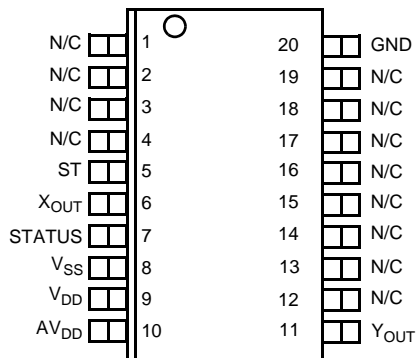 N/C 1 20 GND
N/C 2 19 N/C
N/C 3 18 N/C
N/C 4 17 N/C
ST 5 16 N/C
XOUT 6 15 N/C
STATUS 7 14 N/C
VSS 8 13 N/C
VDD 9 12 N/C
AVDD 10 11 YOUT